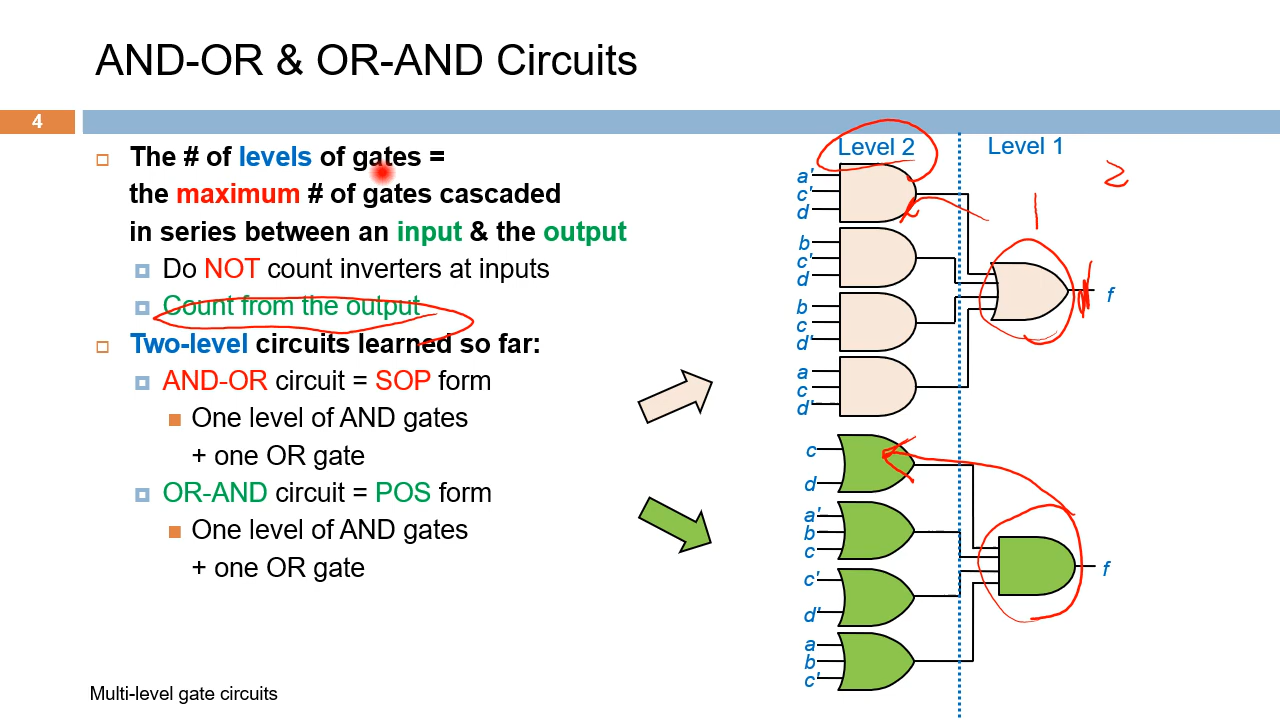 AND-OR & OR-AND Circuits
4
The # of levels of gates =
the maximum # of gates cascaded
in series between an input & the output
Do NOT count inverters at inputs
Count from the output
Two-level circuits learned so far:
AND-OR circuit = SOP form
One level of AND gates
+ one OR gate
OR-AND circuit = POS form
One level of AND gates
+ one OR gate
Level 2
Level 1
2
1
a'
c'
d
b
c'
d
b
c
d'
a
c
d'
f
c
d
a'
b
c
c'
d'
a
b
c'
f
Multi-level gate circuits